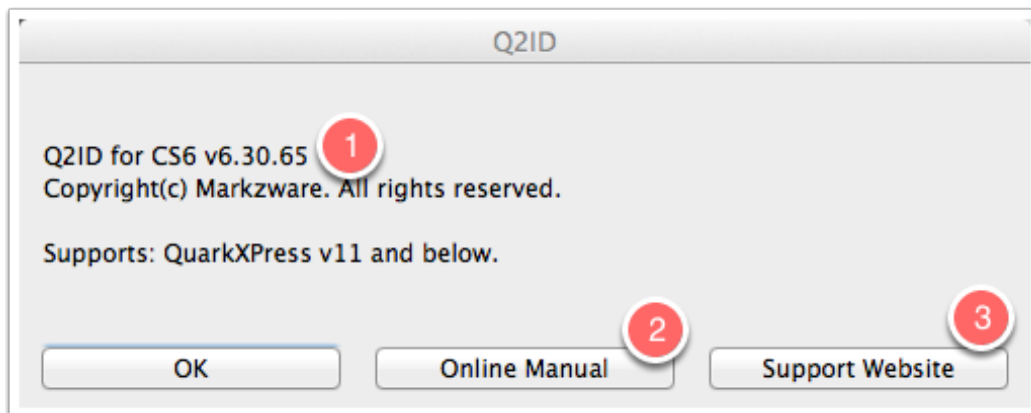 Q2ID
Q2ID for CS6 v6.30.65 1
Copyright(c) Markzware. All rights reserved.
Supports: QuarkXPress v11 and below.
2
3
OK Online Manual Support Website